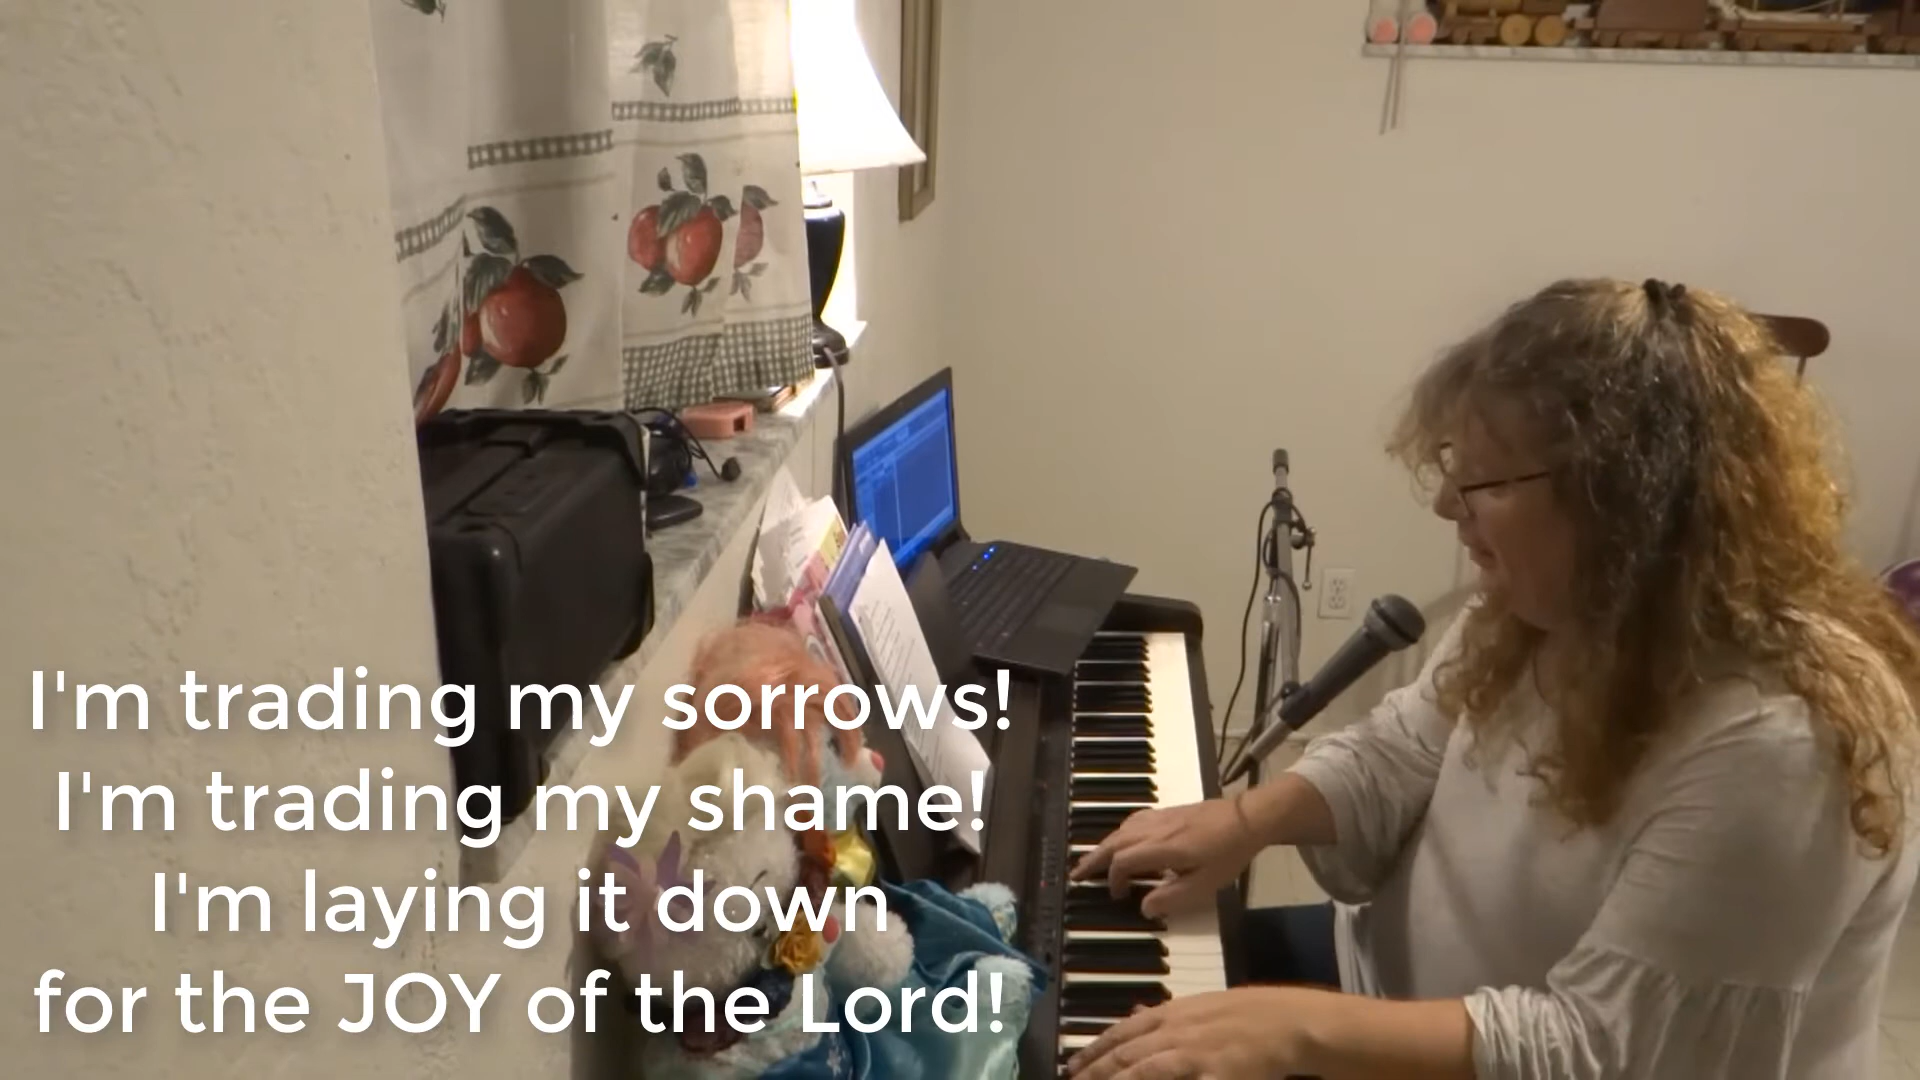 I'm trading my sorrows!
I'm trading my shame!
I'm laying it down
for the JOY of the Lord!